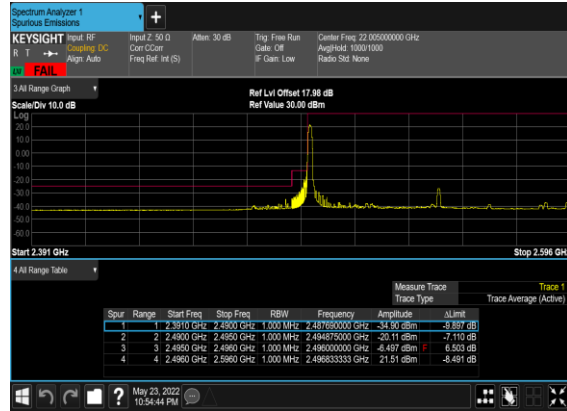 Spectrum Analyzer 1
Spurious Emissions
KEYSIGHT Input: RF Input Z: 50 Ω Atten: 30 dB Trig: Free Run Center Freq: 22.005000000 GHz
R T Coupling: DC Corr CCorr Gate: Off Avg|Hold: 1000/1000
Align: Auto Freq Ref: Int (S) IF Gain: Low Radio Std: None
LW FAIL
3 All Range Graph Ref Lvl Offset 17.98 dB
Scale/Div 10.0 dB Ref Value 30.00 dBm
Log
20.0
10.0
0.00
-10.0
-20.0
-30.0
-40.0
-50.0
-60.0
Start 2.391 GHz Stop 2.596 GH
4 All Range Table
Measure Trace Trace 1
Trace Type Trace Average (Active)
Spur Range Start Freq Stop Freq RBW Frequency Amplitude ΔLimit
1 1 2.3910 GHz 2.4900 GHz 1.000 MHz 2.487690000 GHz -34.90 dBm -9.897 dB
2 2 2.4900 GHz 2.4950 GHz 1.000 MHz 2.494875000 GHz -20.11 dBm -7.110 dB
3 3 2.4950 GHz 2.4960 GHz 1.000 MHz 2.496000000 GHz -6.497 dBm F 6.503 dB
4 4 2.4960 GHz 2.5960 GHz 1.000 MHz 2.496833333 GHz 21.51 dBm -8.491 dB
? May 23, 2022
10:54:44 PM